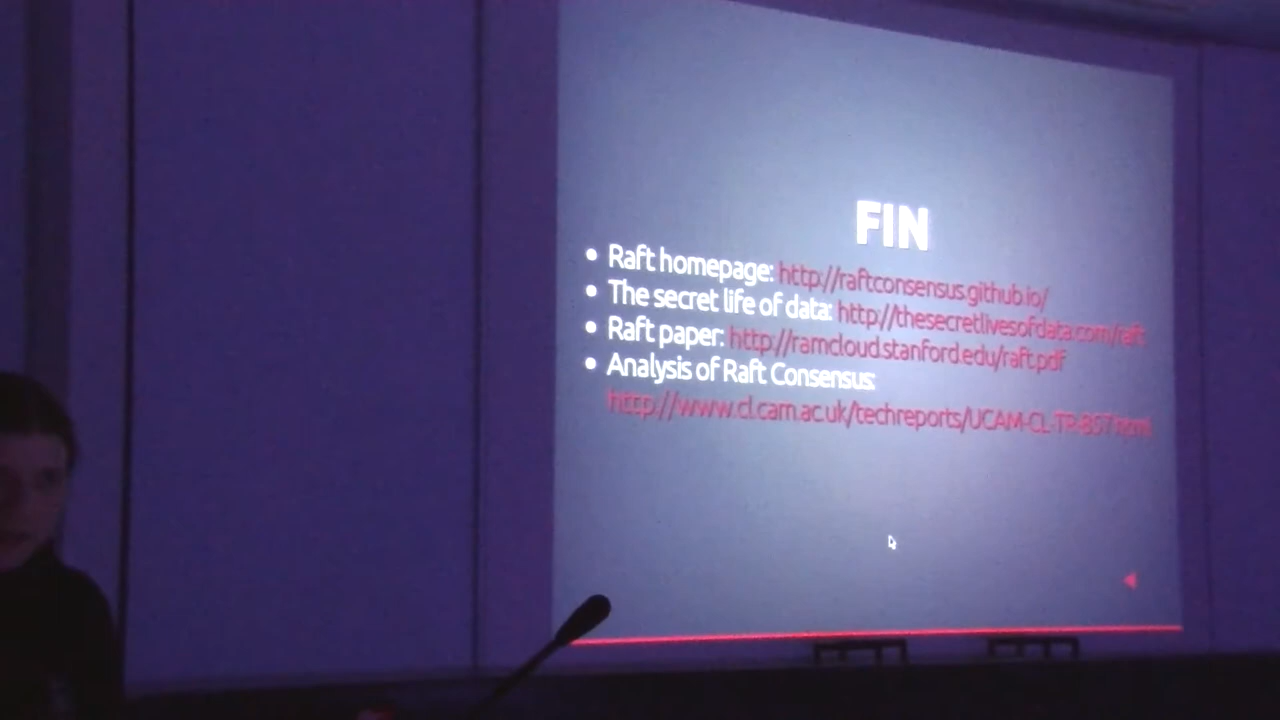 FIN
• Raft homepage: http://raftconsensus.github.io/
• The secret life of data: http://thesecretlivesofdata.com/raft
• Raft paper: http://ramcloud.stanford.edu/raft.pdf
• Analysis of Raft Consensus:
http://www.cl.cam.ac.uk/techreports/UCAM-CL-TR-857.html